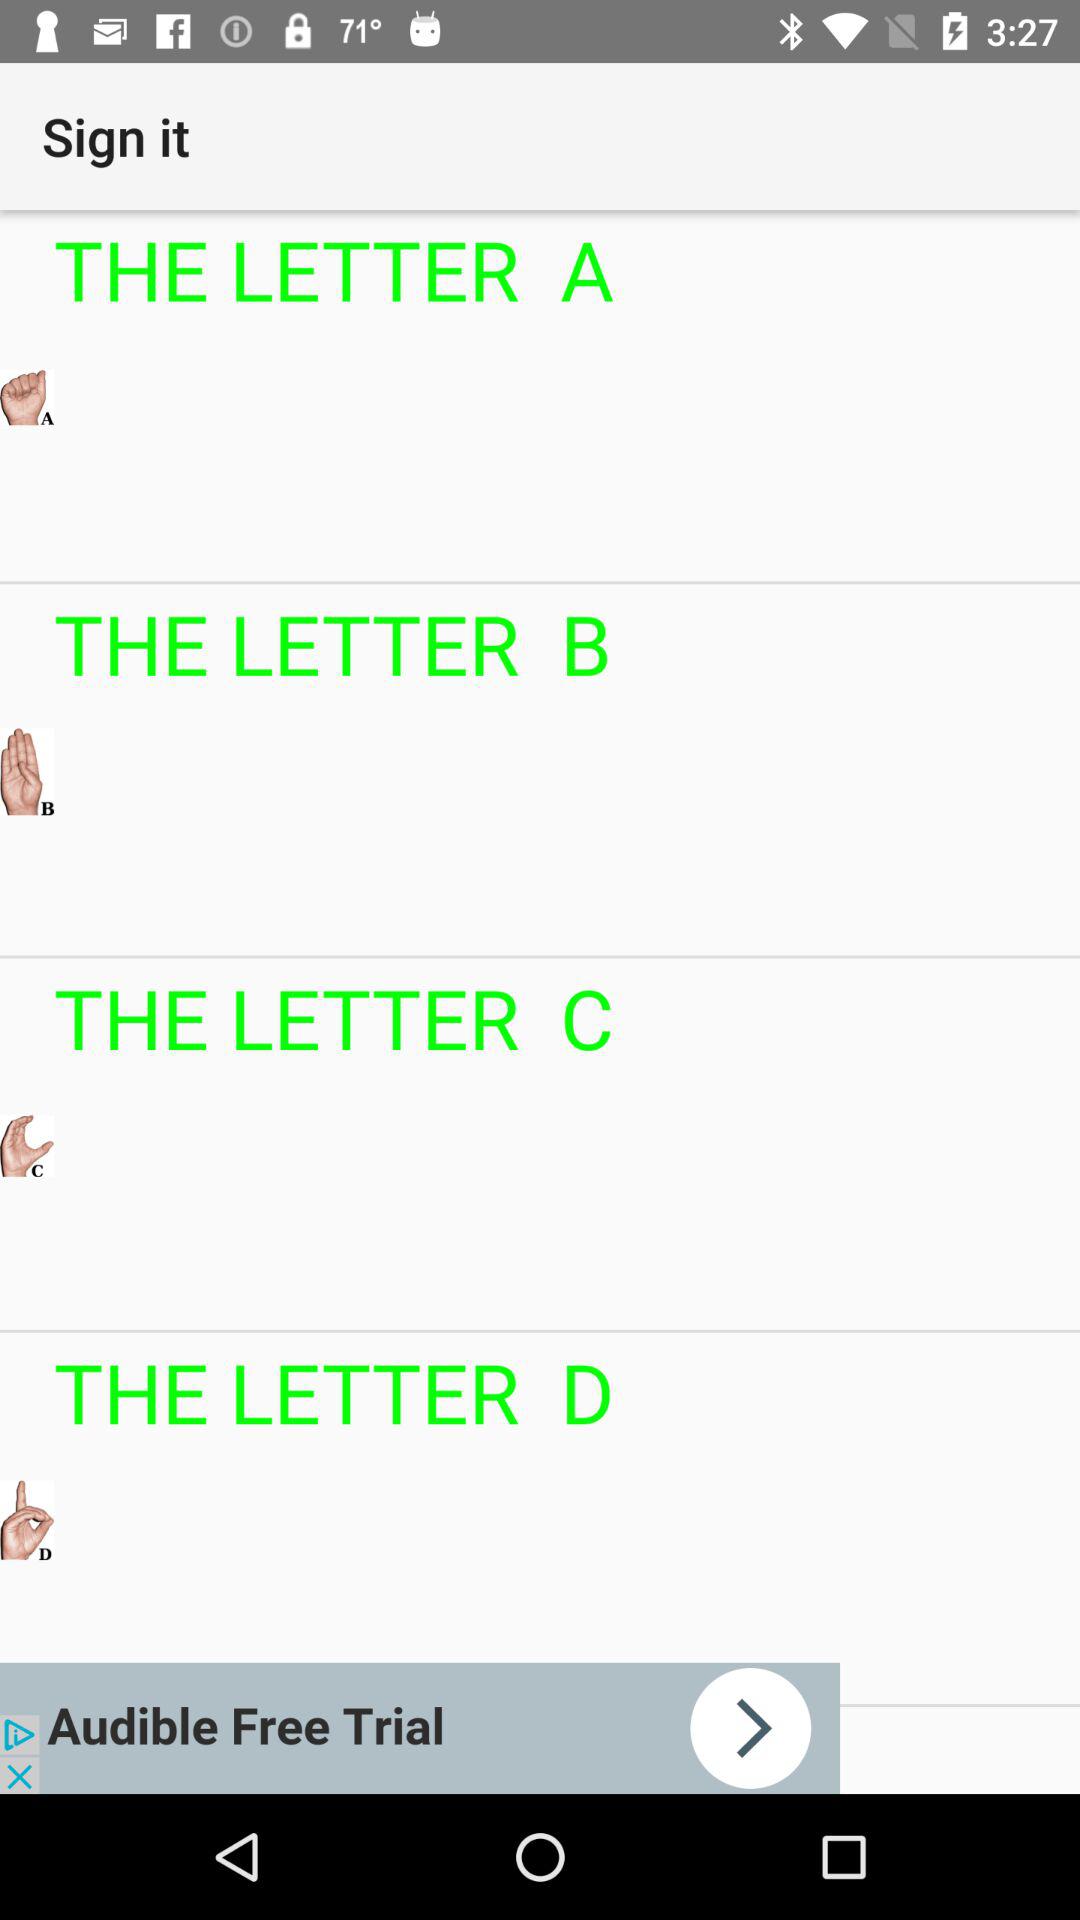 71° 3:27
Sign it
THE LETTER  A
A
THE LETTER  B
B
THE LETTER  C
C
THE LETTER  D
D
Audible Free Trial